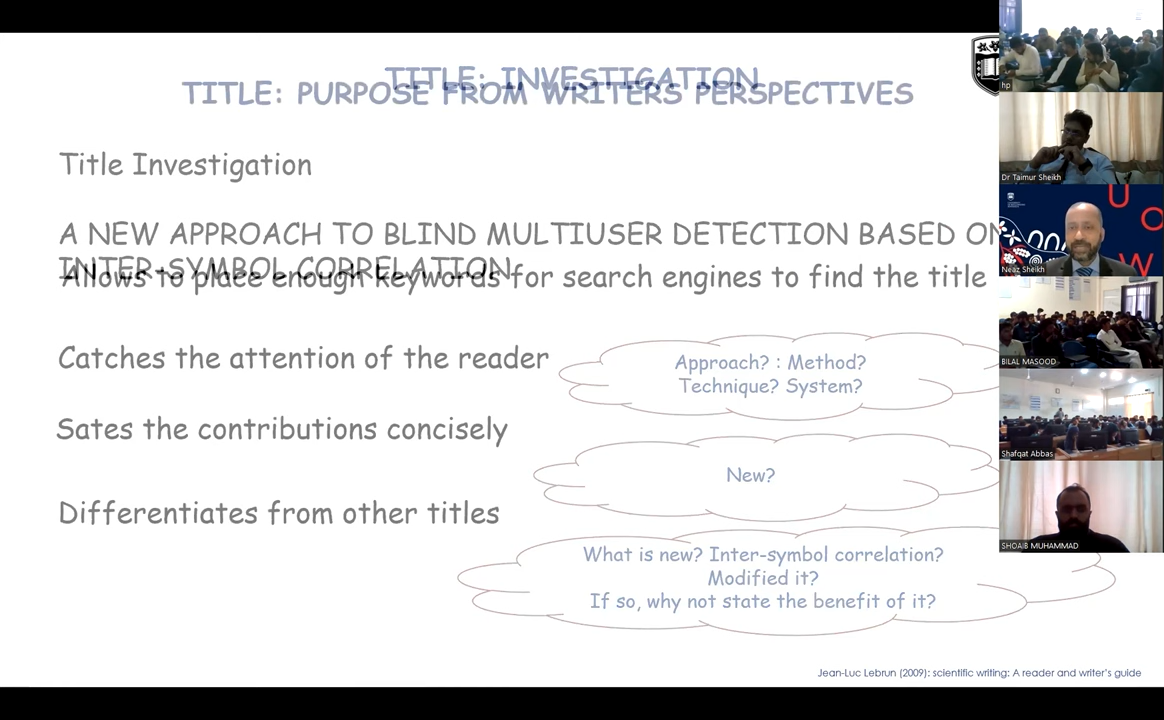 TITLE: INVESTIGATION
TITLE: PURPOSE FROM WRITERS PERSPECTIVES
Title Investigation
A NEW APPROACH TO BLIND MULTIUSER DETECTION BASED ON
INTER-SYMBOL CORRELATION
Allows to place enough keywords for search engines to find the title
Catches the attention of the reader
Approach? : Method?
Technique? System?
Sates the contributions concisely
New?
Differentiates from other titles
What is new? Inter-symbol correlation?
Modified it?
If so, why not state the benefit of it?
Jean-Luc Lebrun (2009): scientific writing: A reader and writer's guide
hp
Dr Taimur Sheikh
U
O
W
Neaz Sheikh
BILAL MASOOD
Shafqat Abbas
SHOAIB MUHAMMAD